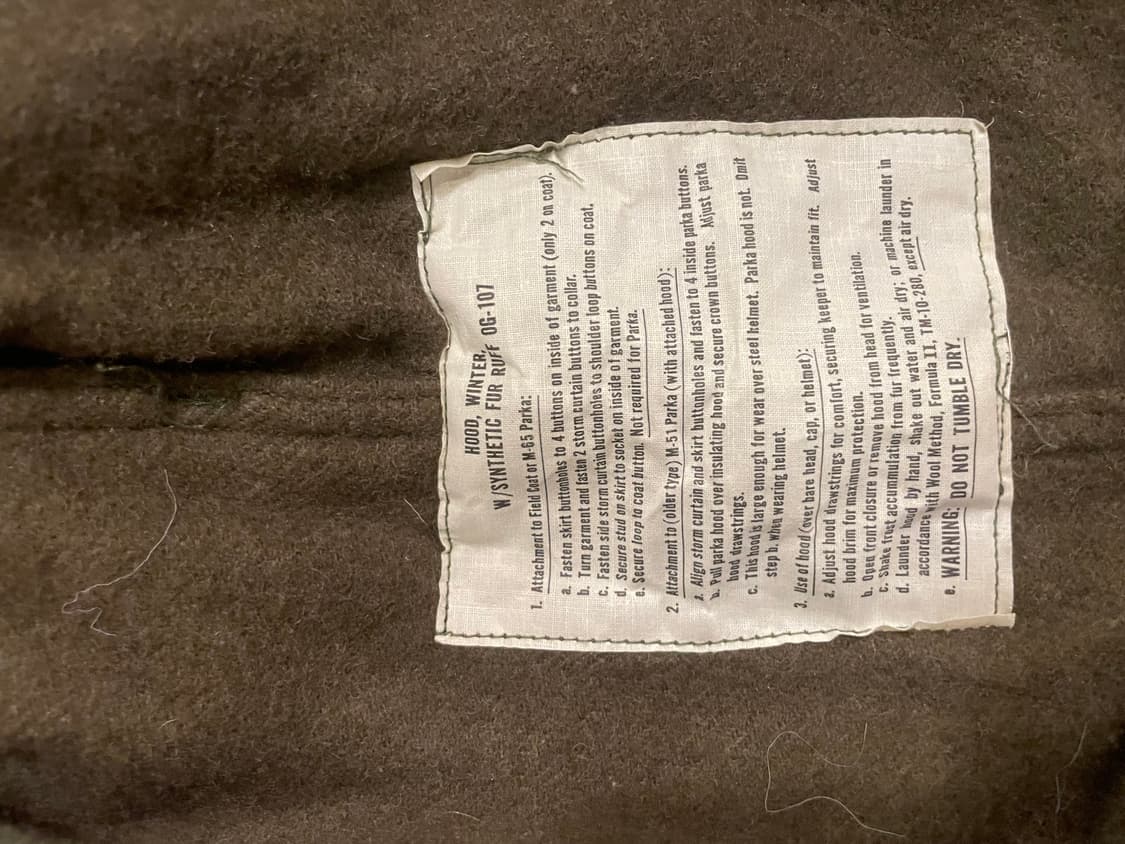 HOOD, WINTER,
W/SYNTHETIC FUR RUFF OG-107
1. Attachment to Field Coat or M-65 Parka:
a. Fasten skirt buttonholes to 4 buttons on inside of garment (only 2 on coat).
b. Turn garment and fasten 2 storm curtain buttons to collar.
c. Fasten side storm curtain buttonholes to shoulder loop buttons on coat.
d. Secure stud on skirt to socket on inside of garment.
e. Secure loop to coat button. Not required for Parka.
2. Attachment to (older type) M-51 Parka (with attached hood):
a. Align storm curtain and skirt buttonholes and fasten to 4 inside parka buttons.
b. Pull parka hood over insulating hood and secure crown buttons. Adjust parka
hood drawstrings.
c. This hood is large enough for wear over steel helmet. Parka hood is not. Omit
step b. when wearing helmet.
3. Use of hood (over bare head, cap, or helmet):
a. Adjust hood drawstrings for comfort, securing keeper to maintain fit. Adjust
hood brim for maximum protection.
b. Open front closure or remove hood from head for ventilation.
c. Shake frost accumulation from fur frequently.
d. Launder hood by hand, shake out water and air dry; or machine launder in
accordance with Wool Method, Formula II, TM-10-280, except air dry.
e. WARNING: DO NOT TUMBLE DRY.